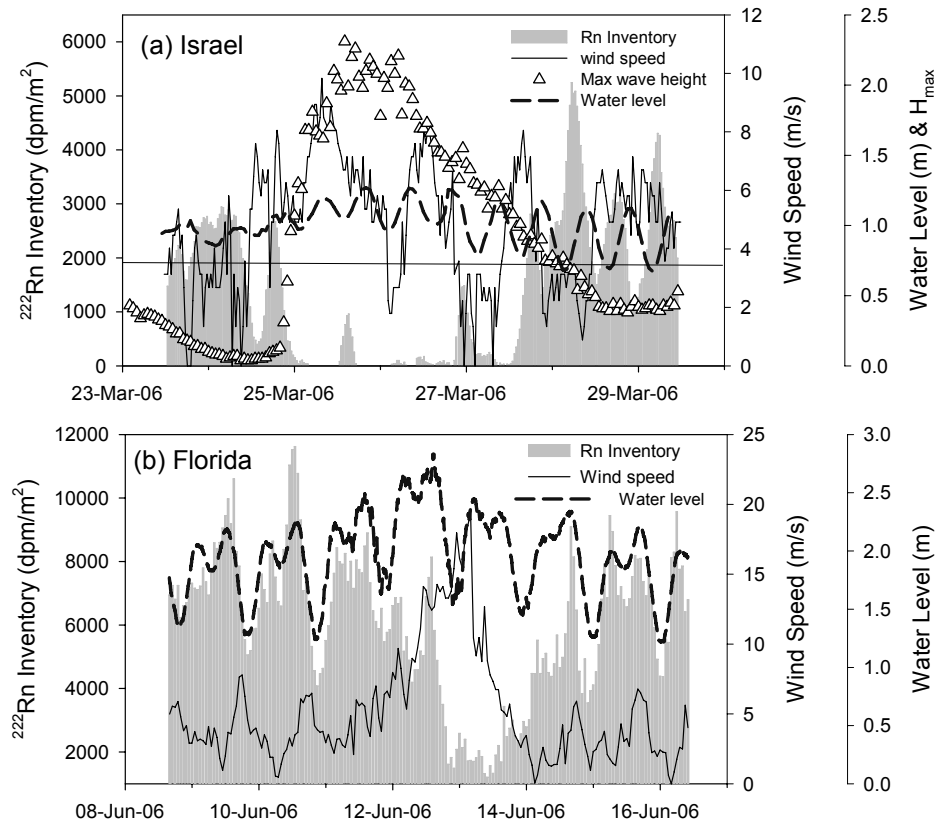 (a) Israel
Rn Inventory
wind speed
Max wave height
Water level
²²²Rn Inventory (dpm/m²)
6000
5000
4000
3000
2000
1000
0
12
10
8
6
4
2
0
Wind Speed (m/s)
2.5
2.0
1.5
1.0
0.5
0.0
Water Level (m) & Hmax
23-Mar-06 25-Mar-06 27-Mar-06 29-Mar-06
(b) Florida
Rn Inventory
Wind speed
Water level
²²²Rn Inventory (dpm/m²)
12000
10000
8000
6000
4000
2000
25
20
15
10
5
0
Wind Speed (m/s)
3.0
2.5
2.0
1.5
1.0
0.5
0.0
Water Level (m)
08-Jun-06 10-Jun-06 12-Jun-06 14-Jun-06 16-Jun-06